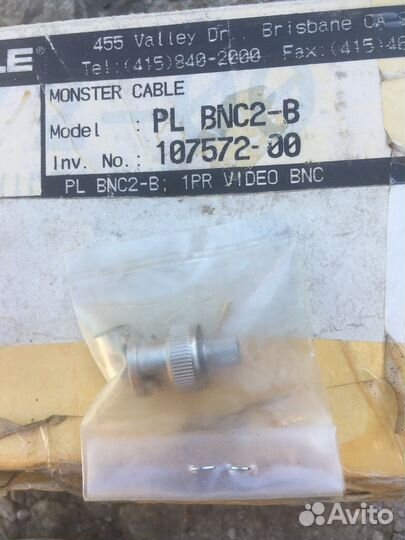 LE®
455 Valley Dr. Brisbane CA
Tel:(415)840-2000 Fax:(415)46
MONSTER CABLE
Model : PL BNC2-B
Inv. No.: 107572-00
PL BNC2-B; 1PR VIDEO BNC
Avito